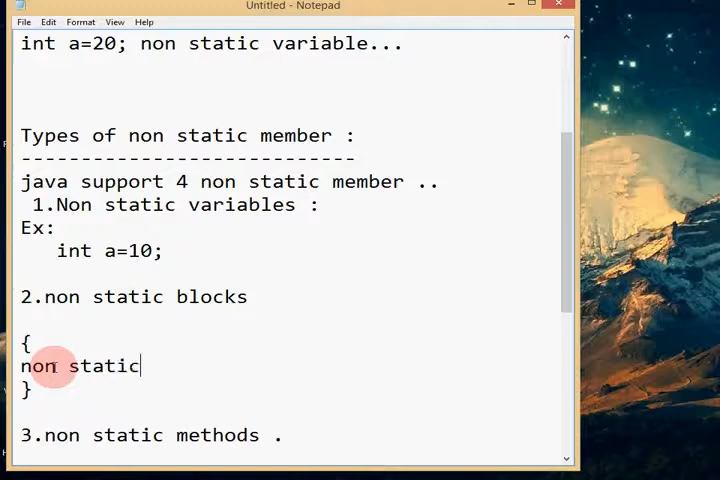 Untitled - Notepad
File Edit Format View Help
int a=20; non static variable...
Types of non static member :
----------------------------
java support 4 non static member ..
1.Non static variables :
Ex:
int a=10;
2.non static blocks
{
non static
}
3.non static methods .